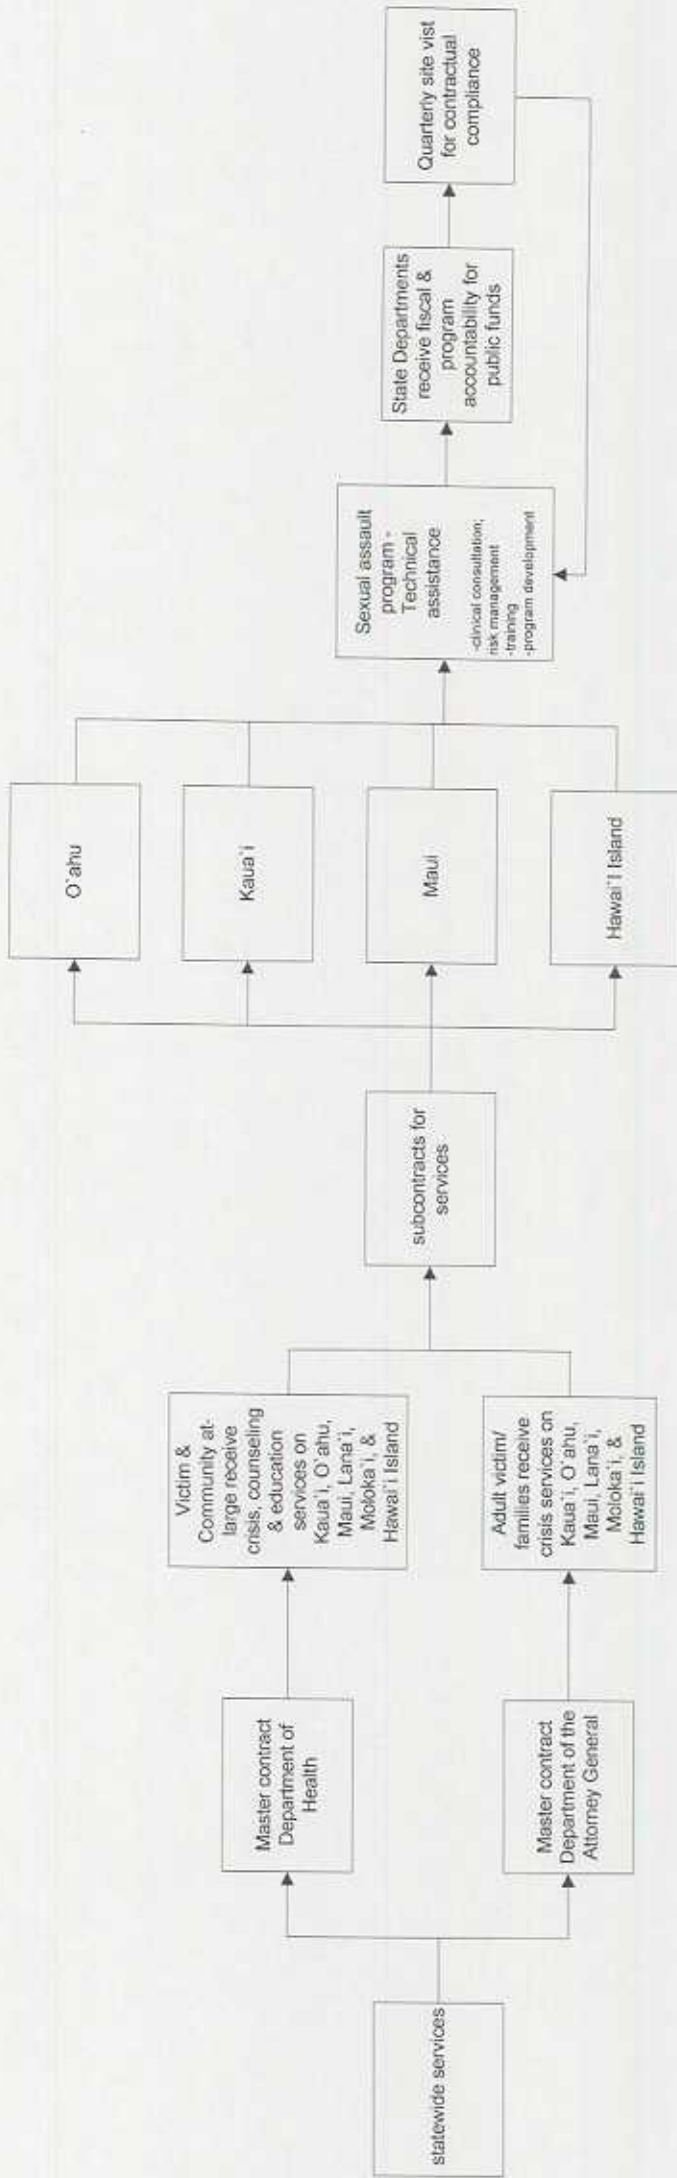 statewide services
Master contract
Department of
Health
Master contract
Department of the
Attorney General
Victim &
Community at-
large receive
crisis, counseling
& education
services on
Kaua`i, O`ahu,
Maui, Lana`i,
Moloka`i, &
Hawai`i Island
Adult victim/
families receive
crisis services on
Kaua`i, O`ahu,
Maui, Lana`i,
Moloka`i, &
Hawai`i Island
subcontracts for
services
O`ahu
Kaua`i
Maui
Hawai`I Island
Sexual assault
program -
Technical
assistance
-clinical consultation;
risk management
-training
-program development
State Departments
receive fiscal &
program
accountability for
public funds
Quarterly site vist
for contractual
compliance